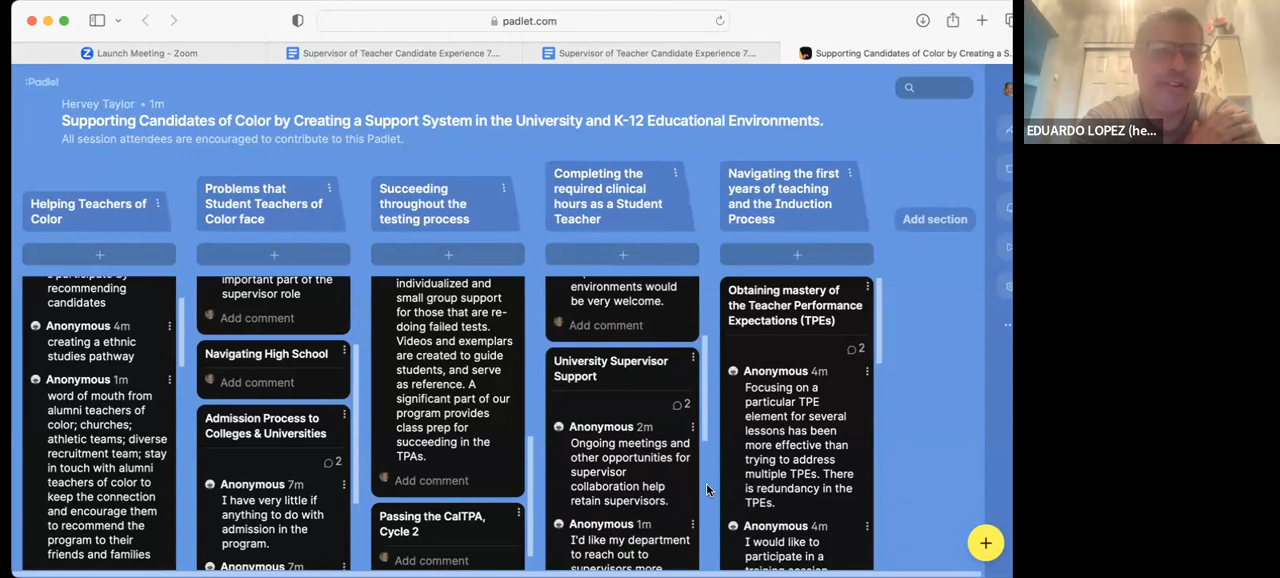 padlet.com
Launch Meeting - Zoom
Supervisor of Teacher Candidate Experience 7....
Supervisor of Teacher Candidate Experience 7....
Supporting Candidates of Color by Creating a S...
:Padlet
Hervey Taylor • 1m
Supporting Candidates of Color by Creating a Support System in the University and K-12 Educational Environments.
All session attendees are encouraged to contribute to this Padlet.
Helping Teachers of
Color
candidates
Anonymous 4m
creating a ethnic
studies pathway
Anonymous 1m
word of mouth from
alumni teachers of
color; churches;
athletic teams; diverse
recruitment team; stay
in touch with alumni
teachers of color to
keep the connection
and encourage them
to recommend the
program to their
friends and families
Problems that
Student Teachers of
Color face
important part of the
supervisor role
Add comment
Navigating High School
Add comment
Admission Process to
Colleges & Universities
2
Anonymous 7m
I have very little if
anything to do with
admission in the
program.
Anonymous 7m
Succeeding
throughout the
testing process
individualized and
small group support
for those that are re-
doing failed tests.
Videos and exemplars
are created to guide
students, and serve
as reference. A
significant part of our
program provides
class prep for
succeeding in the
TPAs.
Add comment
Passing the CalTPA,
Cycle 2
Add comment
Completing the
required clinical
hours as a Student
Teacher
environments would
be very welcome.
Add comment
University Supervisor
Support
2
Anonymous 2m
Ongoing meetings and
other opportunities for
supervisor
collaboration help
retain supervisors.
Anonymous 1m
I'd like my department
to reach out to
supervisors more
Navigating the first
years of teaching
and the Induction
Process
Obtaining mastery of
the Teacher Performance
Expectations (TPEs)
2
Anonymous 4m
Focusing on a
particular TPE
element for several
lessons has been
more effective than
trying to address
multiple TPEs. There
is redundancy in the
TPEs.
Anonymous 4m
I would like to
participate in a
training session
Add section
EDUARDO LOPEZ (he...